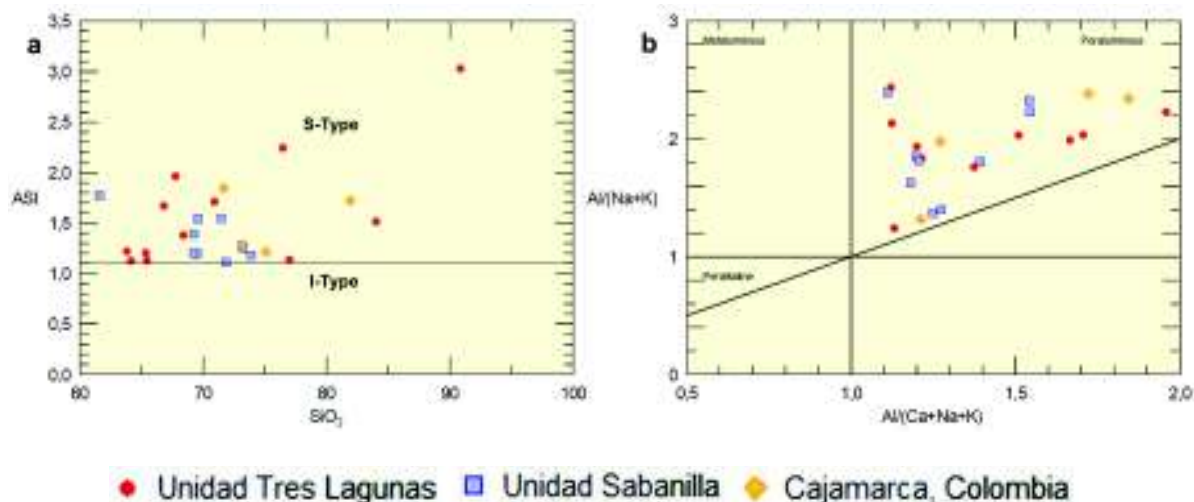 a
3,5
3,0
2,5
2,0
1,5
1,0
0,5
0,0
ASI
S-Type
I-Type
60 70 80 90 100
SiO2
b
3
2
1
0
Al/(Na+K)
Metaluminous
Peraluminous
Peralkaline
0,5 1,0 1,5 2,0
Al/(Ca+Na+K)
Unidad Tres Lagunas Unidad Sabanilla Cajamarca, Colombia